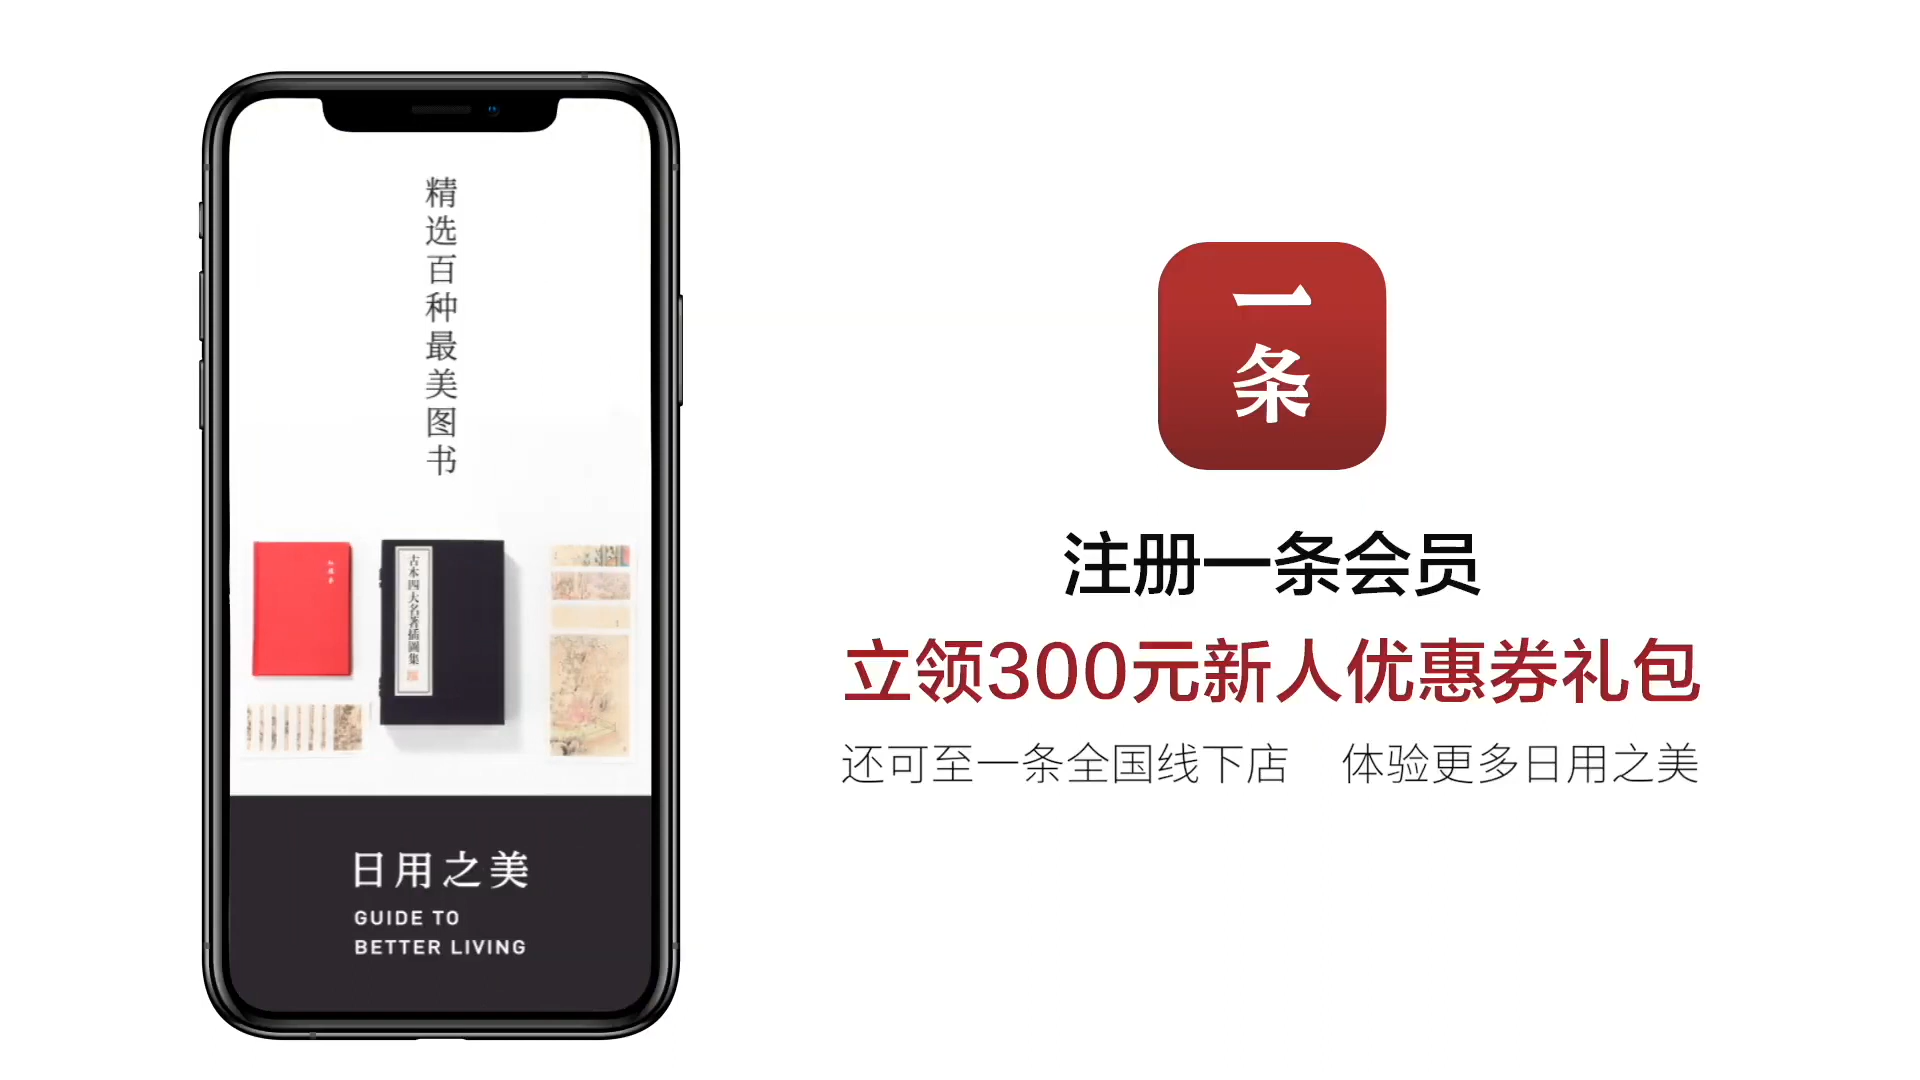 精选百种最美图书
古本四大名著插圖集
日用之美
GUIDE TO
BETTER LIVING
一条
注册一条会员
立领300元新人优惠券礼包
还可至一条全国线下店 体验更多日用之美